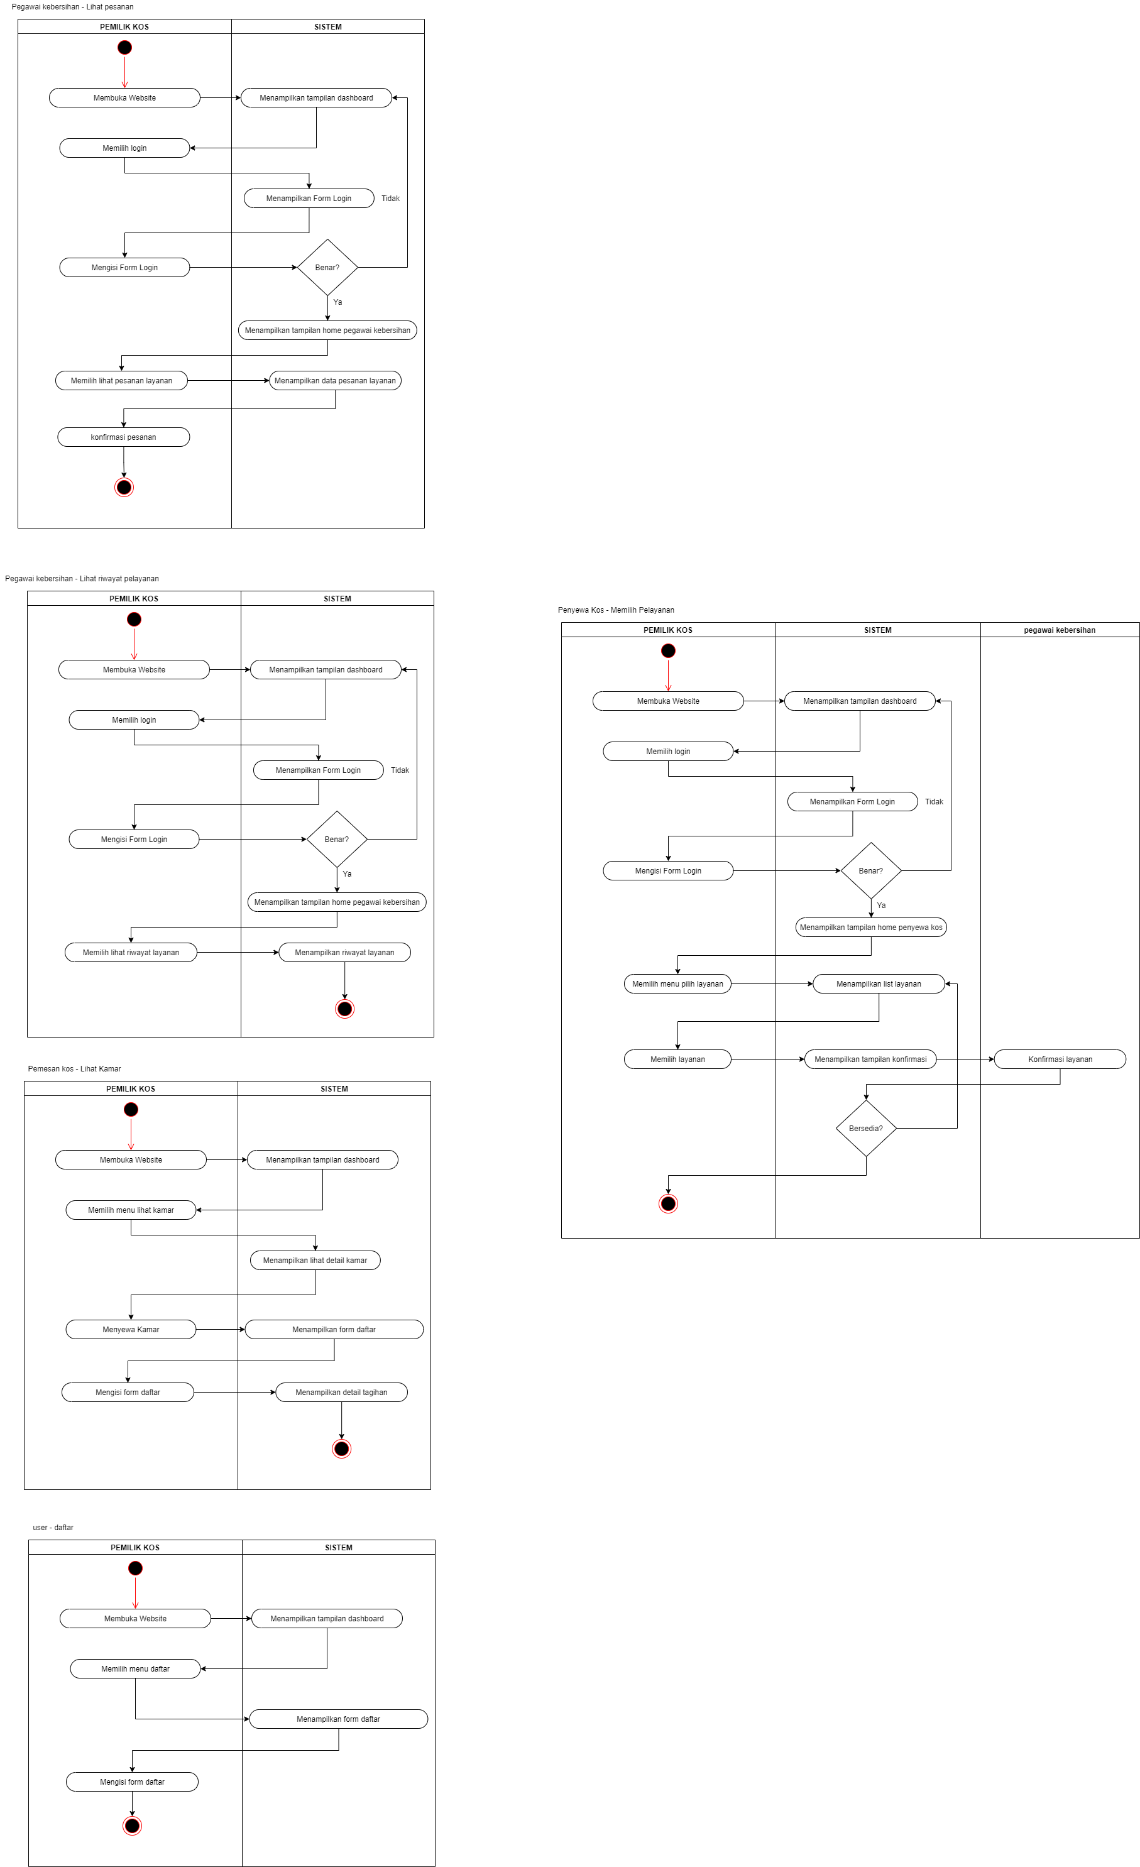 Pegawai kebersihan - Lihat pesanan
PEMILIK KOS
SISTEM
Membuka Website
Menampilkan tampilan dashboard
Memilih login
Menampilkan Form Login
Tidak
Mengisi Form Login
Benar?
Ya
Menampilkan tampilan home pegawai kebersihan
Memilih lihat pesanan layanan
Menampilkan data pesanan layanan
konfirmasi pesanan
Pegawai kebersihan - Lihat riwayat pelayanan
PEMILIK KOS
SISTEM
Membuka Website
Menampilkan tampilan dashboard
Memilih login
Menampilkan Form Login
Tidak
Mengisi Form Login
Benar?
Ya
Menampilkan tampilan home pegawai kebersihan
Memilih lihat riwayat layanan
Menampilkan riwayat layanan
Penyewa Kos - Memilih Pelayanan
PEMILIK KOS
SISTEM
pegawai kebersihan
Membuka Website
Menampilkan tampilan dashboard
Memilih login
Menampilkan Form Login
Tidak
Mengisi Form Login
Benar?
Ya
Menampilkan tampilan home penyewa kos
Memilih menu pilih layanan
Menampilkan list layanan
Memilih layanan
Menampilkan tampilan konfirmasi
Konfirmasi layanan
Bersedia?
Pemesan kos - Lihat Kamar
PEMILIK KOS
SISTEM
Membuka Website
Menampilkan tampilan dashboard
Memilih menu lihat kamar
Menampilkan lihat detail kamar
Menyewa Kamar
Menampilkan form daftar
Mengisi form daftar
Menampilkan detail tagihan
user - daftar
PEMILIK KOS
SISTEM
Membuka Website
Menampilkan tampilan dashboard
Memilih menu daftar
Menampilkan form daftar
Mengisi form daftar